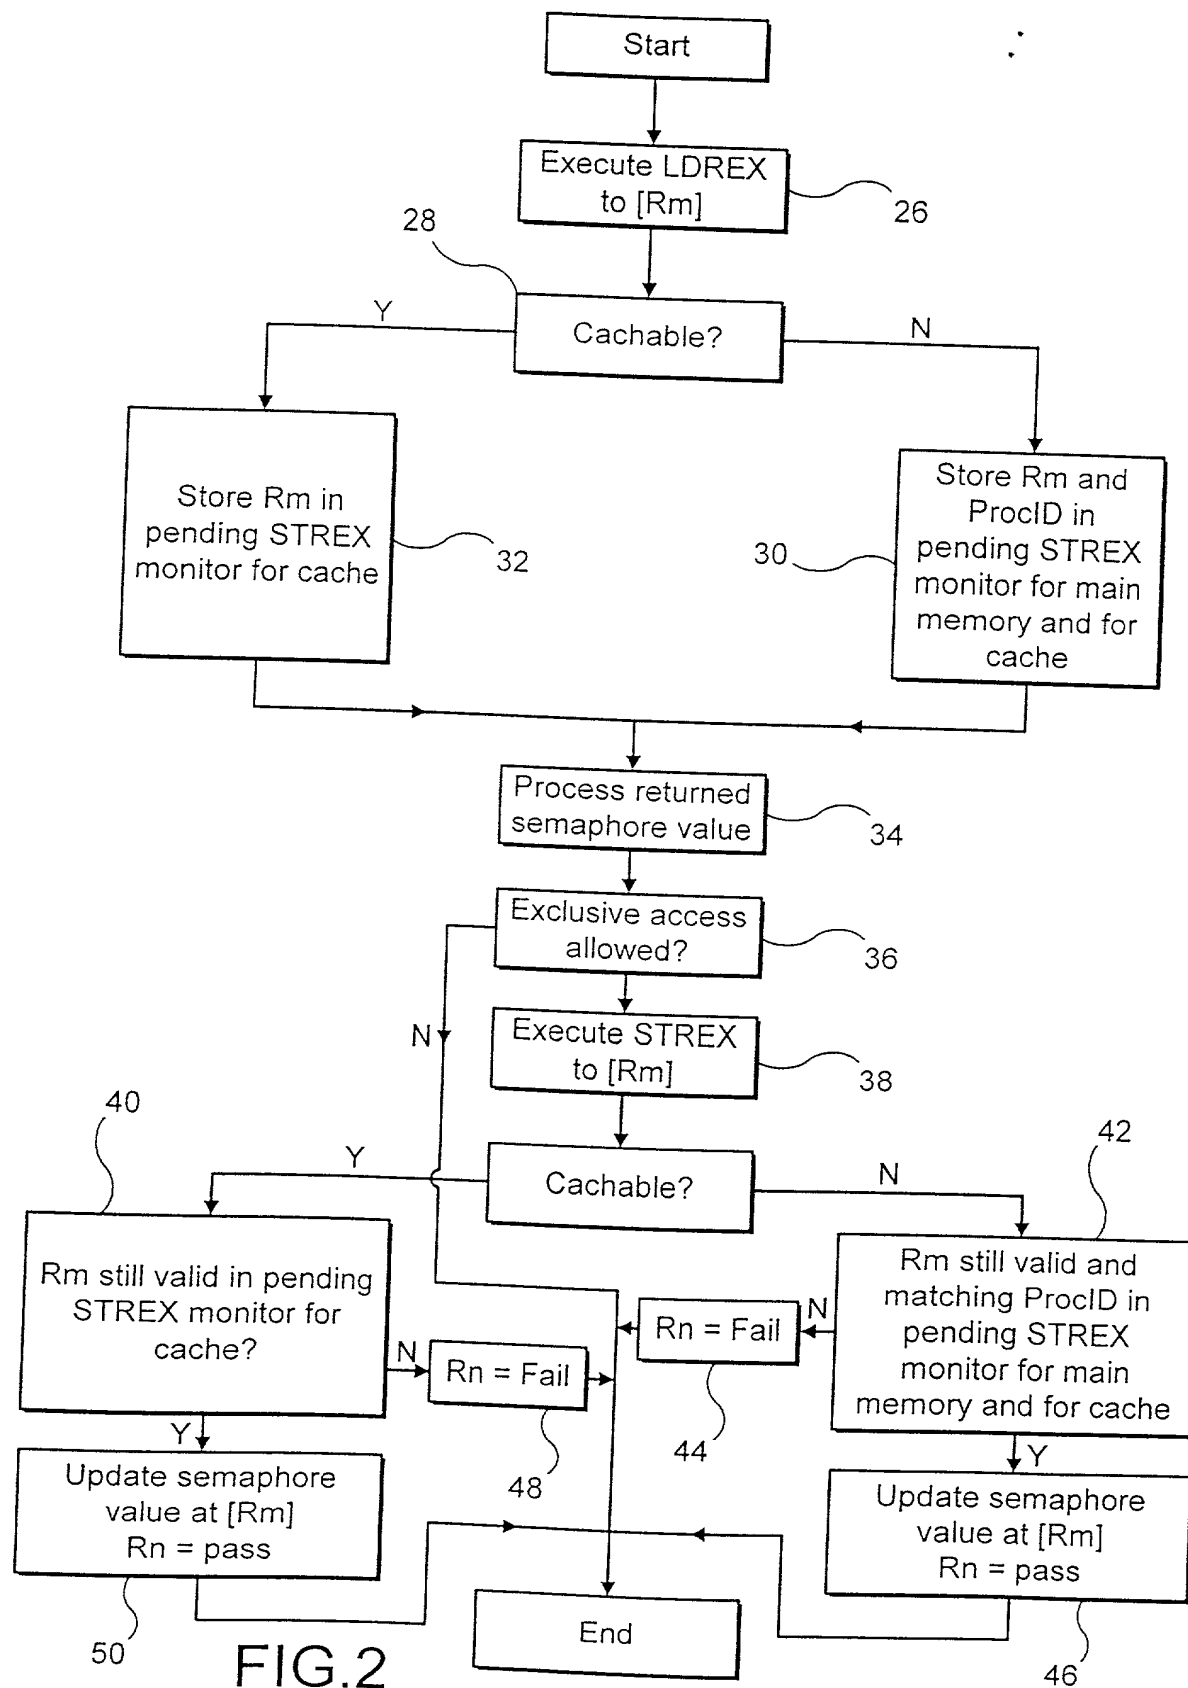 Start
Execute LDREX
to [Rm]
26
28
Y
Cachable?
N
Store Rm in
pending STREX
monitor for cache
32
Store Rm and
ProcID in
pending STREX
monitor for main
memory and for
cache
30
Process returned
semaphore value
34
Exclusive access
allowed?
36
N
Execute STREX
to [Rm]
38
40
Y
Cachable?
N
42
Rm still valid in pending
STREX monitor for
cache?
N
Rn = Fail
48
Rm still valid and
matching ProcID in
pending STREX
monitor for main
memory and for cache
N
Rn = Fail
44
Y
Update semaphore
value at [Rm]
Rn = pass
50
Y
Update semaphore
value at [Rm]
Rn = pass
46
End
FIG.2